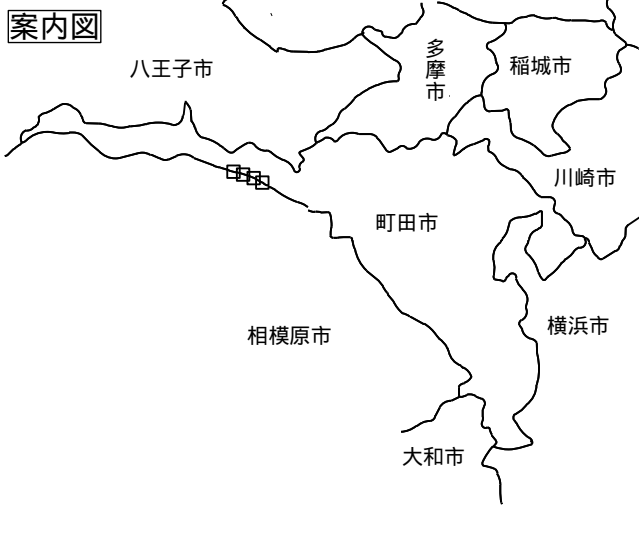 案内図
八王子市
多摩市
稲城市
川崎市
町田市
相模原市
横浜市
大和市